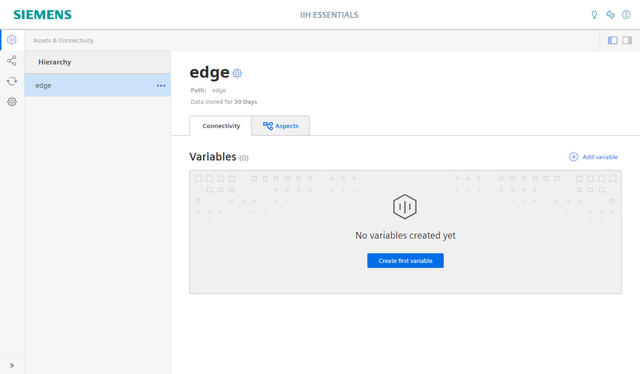 SIEMENS
IIH ESSENTIALS
Assets & Connectivity
Hierarchy
edge
edge
Path: edge
Data stored for 30 Days
Connectivity
Aspects
Variables (0)
Add variable
No variables created yet
Create first variable